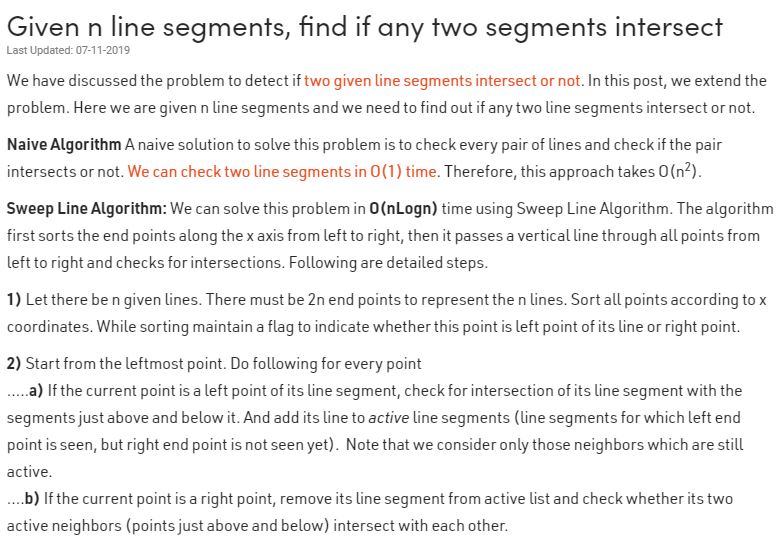 Given n line segments, find if any two segments intersect
Last Updated: 07-11-2019
We have discussed the problem to detect if two given line segments intersect or not. In this post, we extend the
problem. Here we are given n line segments and we need to find out if any two line segments intersect or not.
Naive Algorithm A naive solution to solve this problem is to check every pair of lines and check if the pair
intersects or not. We can check two line segments in O(1) time. Therefore, this approach takes O(n²).
Sweep Line Algorithm: We can solve this problem in O(nLogn) time using Sweep Line Algorithm. The algorithm
first sorts the end points along the x axis from left to right, then it passes a vertical line through all points from
left to right and checks for intersections. Following are detailed steps.
1) Let there be n given lines. There must be 2n end points to represent the n lines. Sort all points according to x
coordinates. While sorting maintain a flag to indicate whether this point is left point of its line or right point.
2) Start from the leftmost point. Do following for every point
.....a) If the current point is a left point of its line segment, check for intersection of its line segment with the
segments just above and below it. And add its line to active line segments (line segments for which left end
point is seen, but right end point is not seen yet). Note that we consider only those neighbors which are still
active.
....b) If the current point is a right point, remove its line segment from active list and check whether its two
active neighbors (points just above and below) intersect with each other.